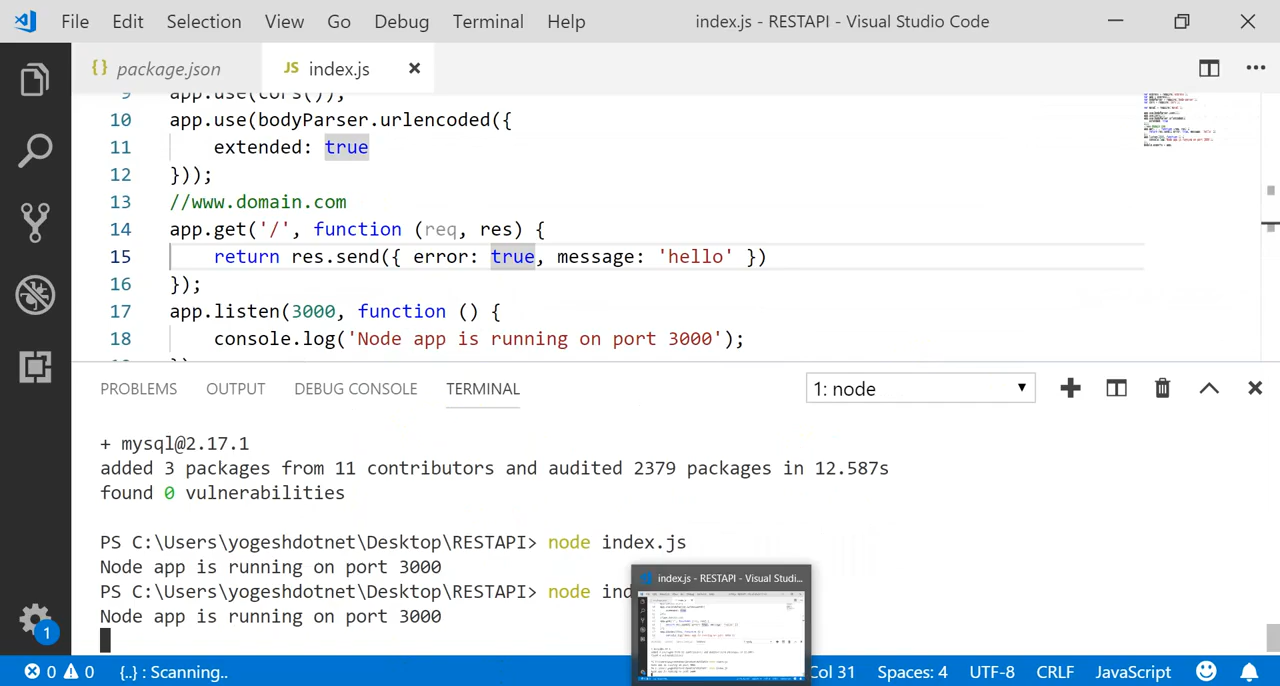 File Edit Selection View Go Debug Terminal Help index.js - RESTAPI - Visual Studio Code
{} package.json JS index.js
9 app.use(cors());
10 app.use(bodyParser.urlencoded({
11 extended: true
12 }));
13 //www.domain.com
14 app.get('/', function (req, res) {
15 return res.send({ error: true, message: 'hello' })
16 });
17 app.listen(3000, function () {
18 console.log('Node app is running on port 3000');
PROBLEMS OUTPUT DEBUG CONSOLE TERMINAL 1: node
+ mysql@2.17.1
added 3 packages from 11 contributors and audited 2379 packages in 12.587s
found 0 vulnerabilities
PS C:\Users\yogeshdotnet\Desktop\RESTAPI> node index.js
Node app is running on port 3000
index.js - RESTAPI - Visual Studi...
PS C:\Users\yogeshdotnet\Desktop\RESTAPI> node ind
Node app is running on port 3000
1
0 0 {..} : Scanning.. Col 31 Spaces: 4 UTF-8 CRLF JavaScript